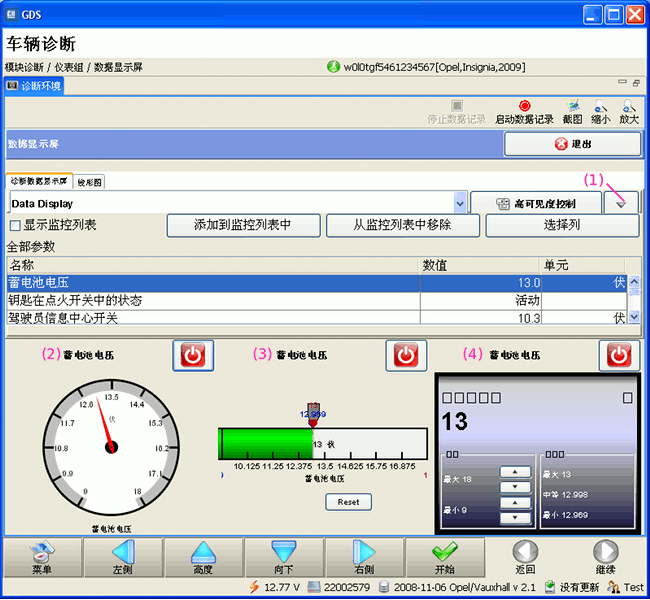 GDS
车辆诊断
模块诊断 / 仪表组 / 数据显示屏 w0l0tgf5461234567[Opel,Insignia,2009]
诊断环境
停止数据记录 启动数据记录 截图 缩小 放大
数据显示屏 退出
诊断数据显示屏 波形图
(1)
Data Display 高可见度控制
显示监控列表 添加到监控列表中 从监控列表中移除 选择列
全部参数
名称 数值 单元
蓄电池电压 13.0 伏
钥匙在点火开关中的状态 活动
驾驶员信息中心开关 10.3 伏
(2) 蓄电池电压 (3) 蓄电池电压 (4) 蓄电池电压
9 9.9 10.8 11.7 12.6 13.5 14.4 15.3 16.2 17.1 18
伏
蓄电池电压
12.969
13 伏
10.125 11.25 12.375 13.5 14.625 15.75 16.875
蓄电池电压
Reset
13
最大 18
最小 9
最大 13
中等 12.998
最小 12.969
菜单 左侧 高度 向下 右侧 开始 返回 继续
12.77 V 22002579 2008-11-06 Opel/Vauxhall v 2.1 没有更新 Test